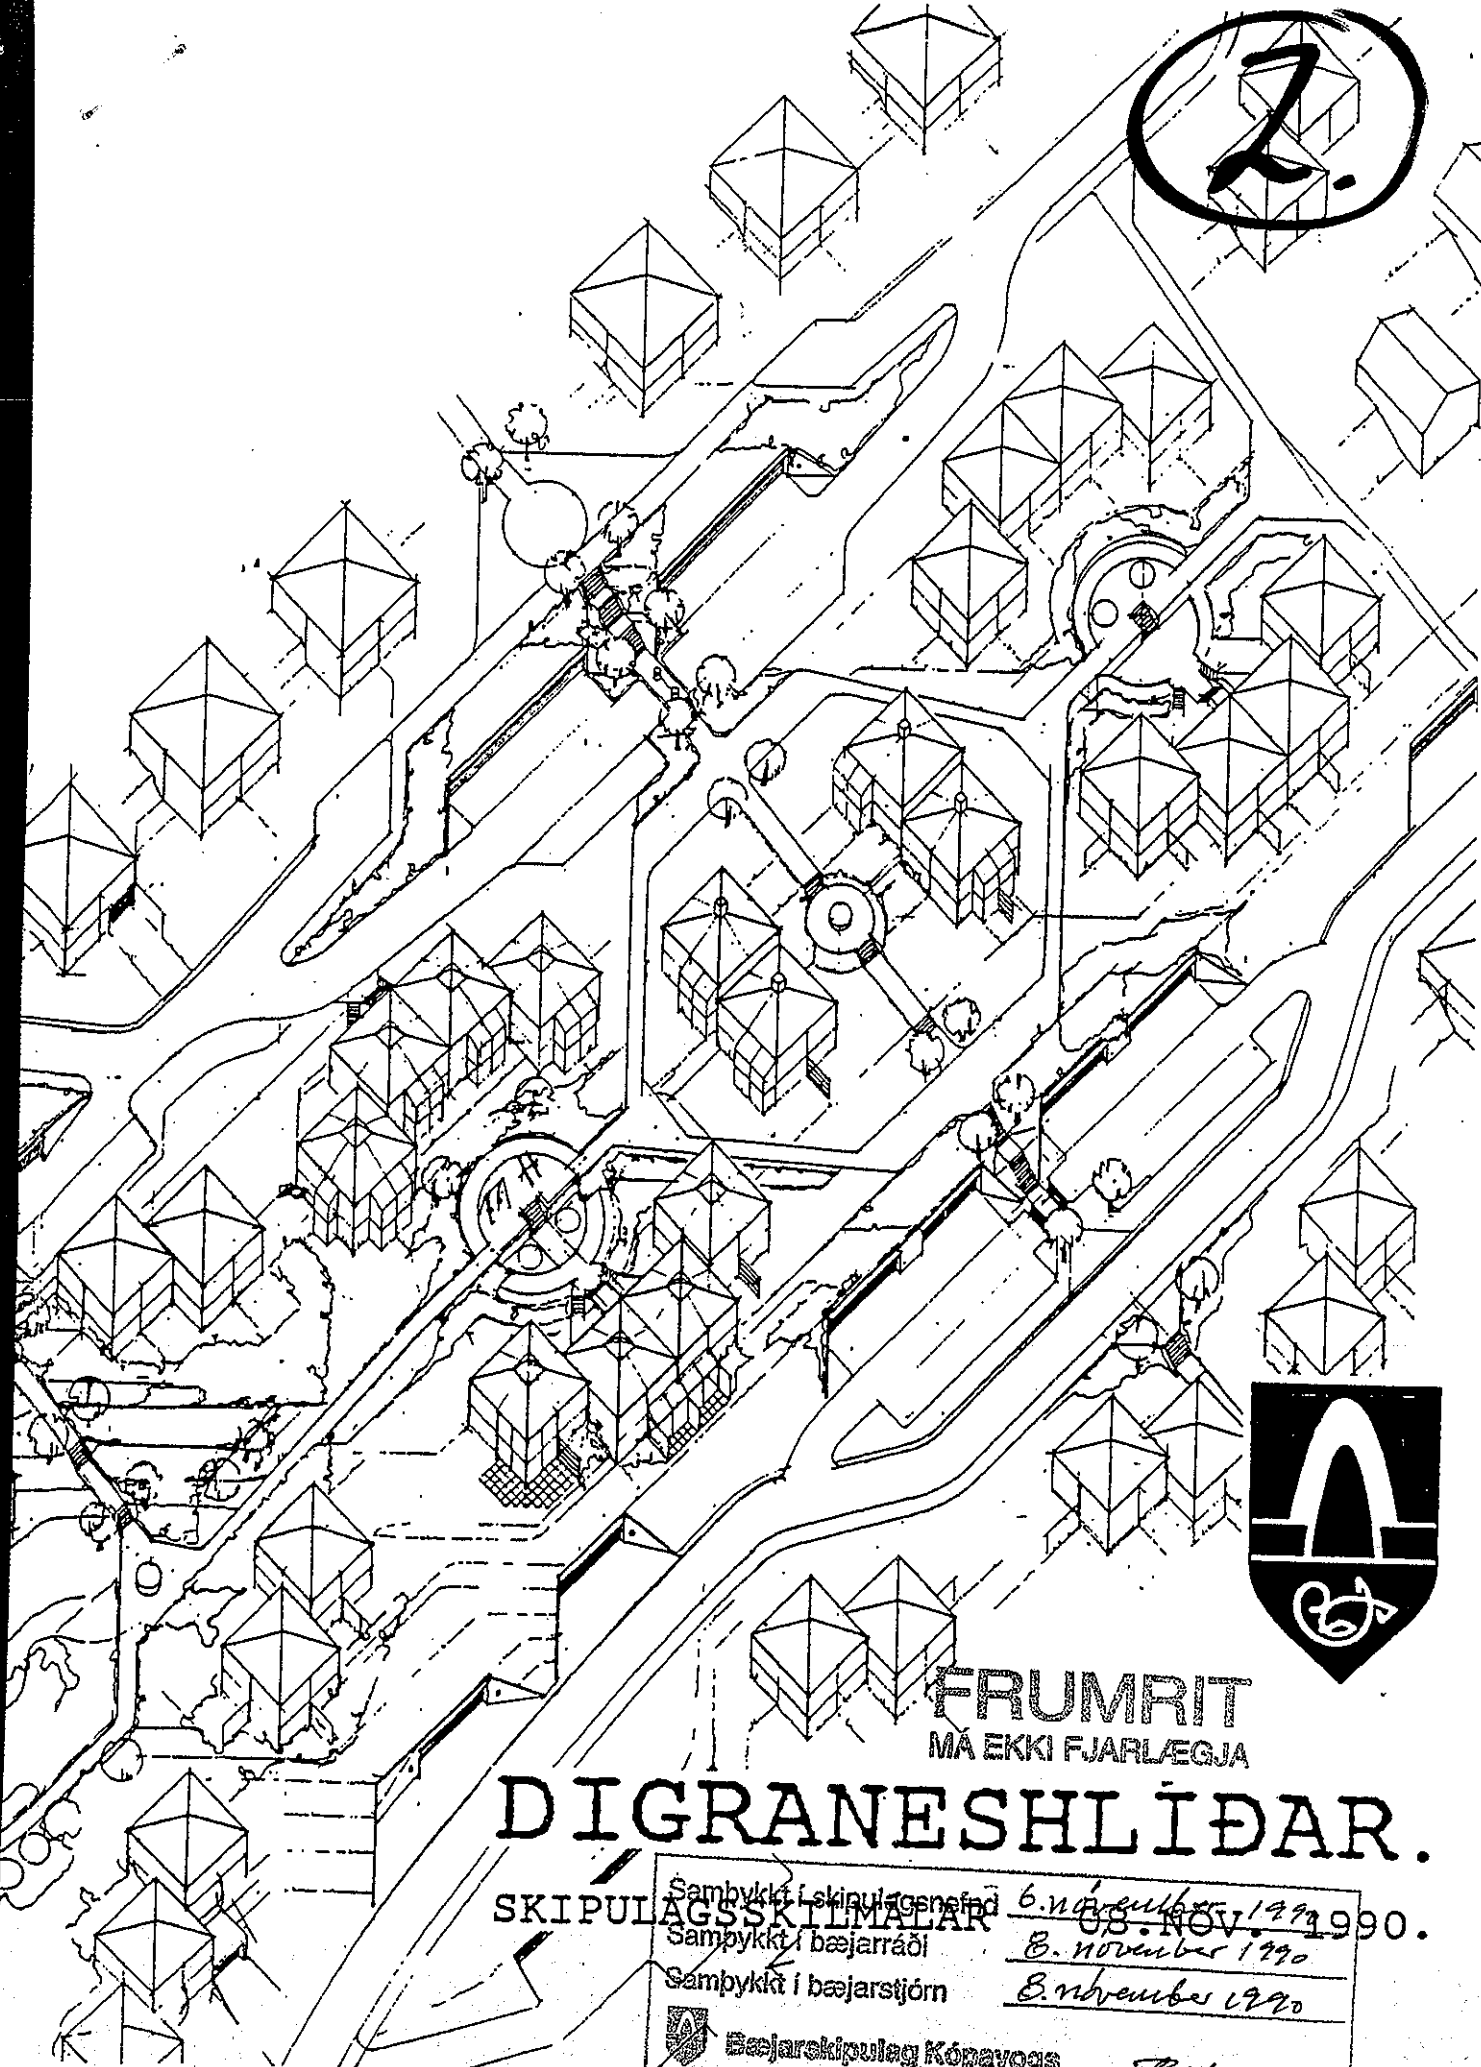 2.
FRUMRIT
MÁ EKKI FJARLÆGJA
DIGRANESHLÍÐAR.
SKIPULAGSSKILMÁLAR 08.NÓV. 1990.
Samþykkt í skipulagsnefnd 6. nóvember 1990
Samþykkt í bæjarráði 8. nóvember 1990
Samþykkt í bæjarstjórn 8. nóvember 1990
Bæjarskipulag Kópavogs